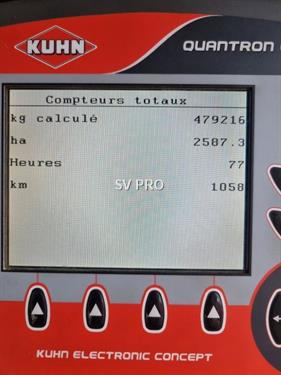 KUHN
QUANTRON
Compteurs totaux
kg calculé 479216
ha 2587.3
Heures 77
km 1058
SV PRO
KUHN ELECTRONIC CONCEPT